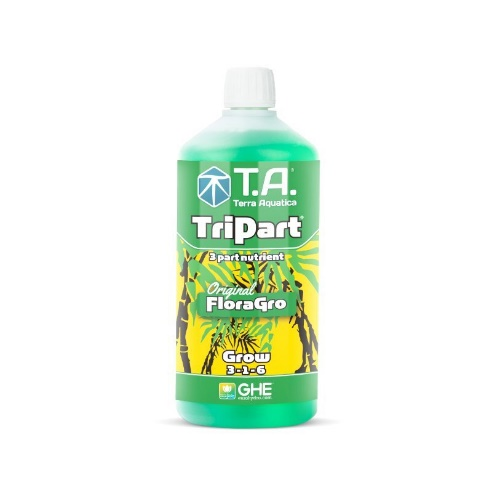 T.A.
Terra Aquatica
TriPart®
3 part nutrient
Original
FloraGro
Grow
3-1-6
GHE